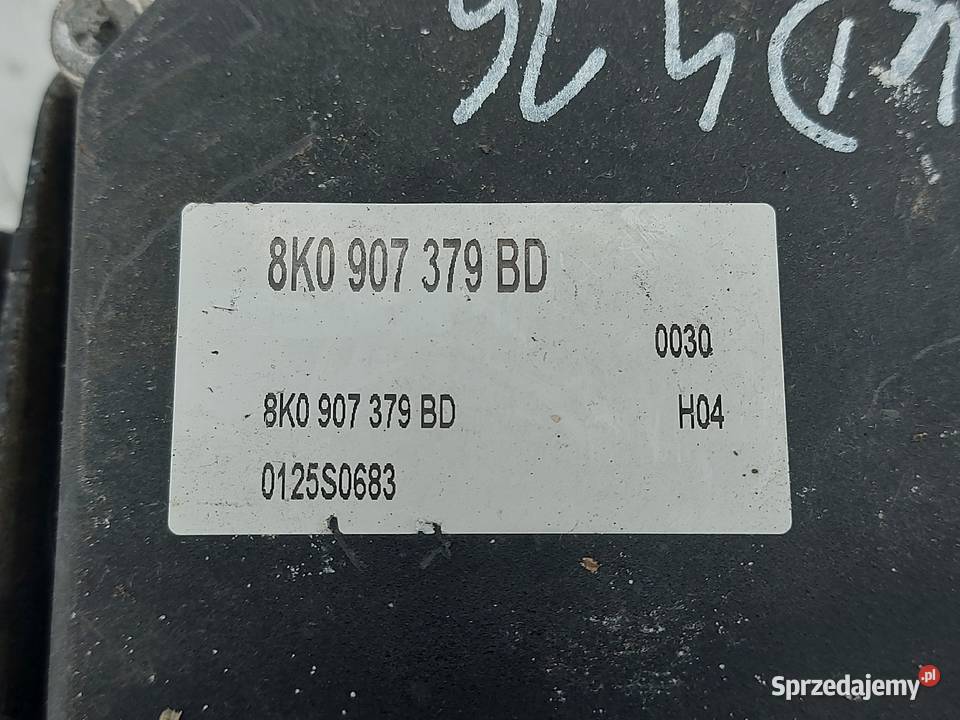 8K0 907 379 BD
0030
8K0 907 379 BD H04
0125S0683
Sprzedajemy.pl